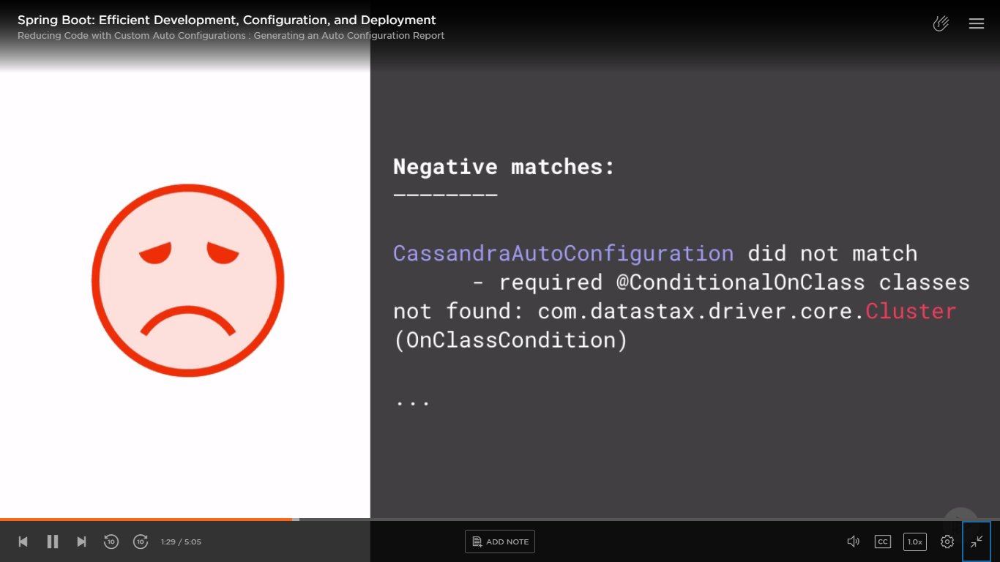 Spring Boot: Efficient Development, Configuration, and Deployment
Reducing Code with Custom Auto Configurations : Generating an Auto Configuration Report
Negative matches:
————————
CassandraAutoConfiguration did not match
- required @ConditionalOnClass classes
not found: com.datastax.driver.core.Cluster
(OnClassCondition)
...
10
10
1:29 / 5:05
ADD NOTE
CC
1.0x